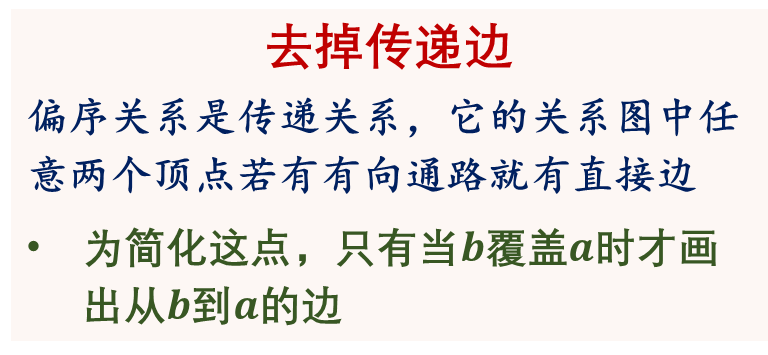 去掉传递边
偏序关系是传递关系，它的关系图中任
意两个顶点若有有向通路就有直接边
• 为简化这点，只有当b覆盖a时才画
出从b到a的边